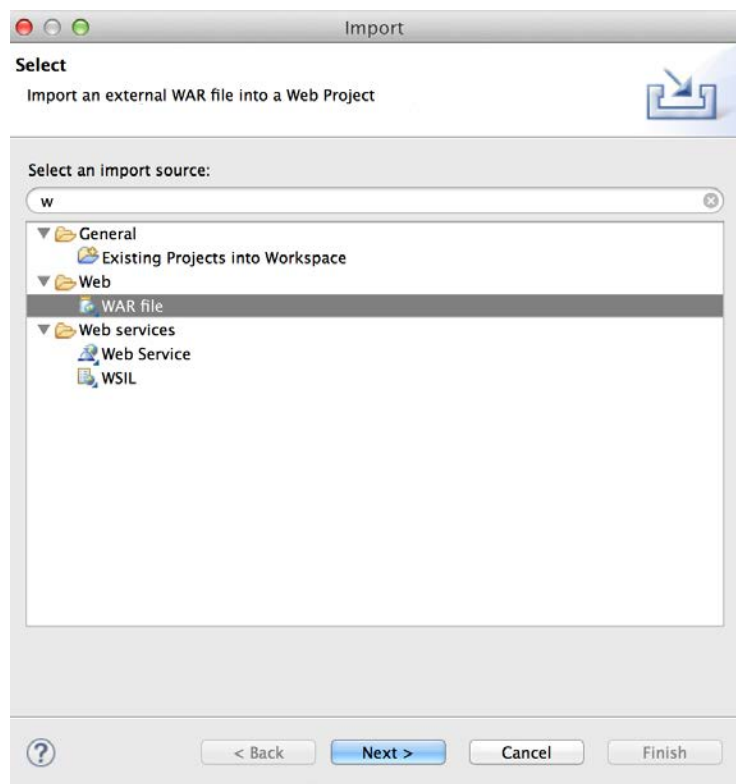 Import
Select
Import an external WAR file into a Web Project
Select an import source:
w
General
Existing Projects into Workspace
Web
WAR file
Web services
Web Service
WSIL
?
< Back
Next >
Cancel
Finish